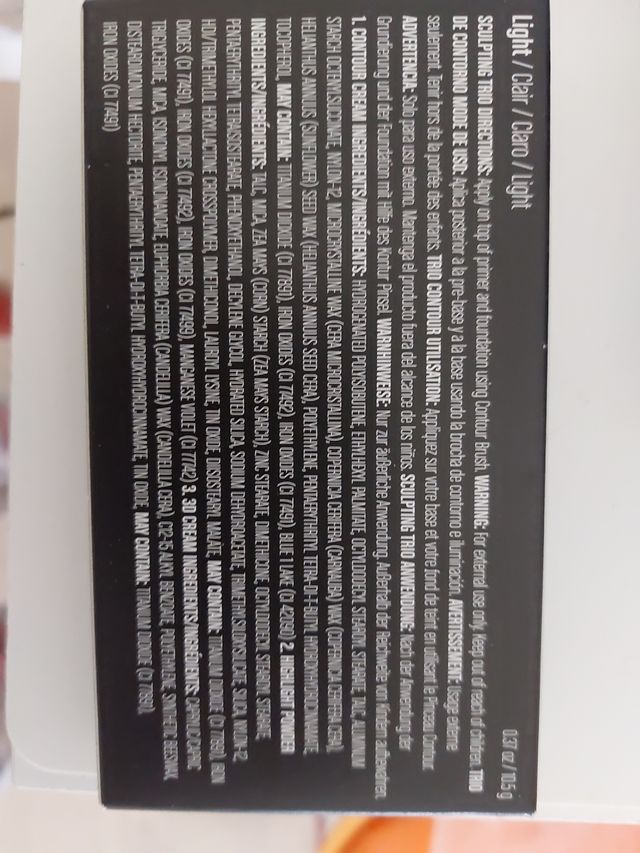 Light / Clair / Claro / Light 0.37 oz / 10.5 g
SCULPTING TRIO DIRECTIONS: Apply on top of primer and foundation using Contour Brush. WARNING: For external use only. Keep out of reach of children. TRIO
DE CONTORNO MODO DE USO: Aplica posterior a la pre-base y a la base usando la brocha de contorno e iluminación. AVERTISSEMENT: Usage externe
seulement. Tenir hors de la portée des enfants. TRIO CONTOUR UTILISATION: Appliquez sur votre base et votre fond de teint en utilisant le Pinceau Contour.
ADVERTENCIA: Solo para uso externo. Mantenga el producto fuera del alcance de los niños. SCULPTING TRIO ANWENDUNG: Nach der Anwendung der
Grundierung und der Foundation mit Hilfe des Kontur Pinsel. WARNHINWEISE: Nur zu äußerliche Anwendung. Außerhalb der Reichweite von Kindern aufbewahren.
1. CONTOUR CREAM INGREDIENTS/INGRÉDIENTS: HYDROGENATED POLYISOBUTENE, ETHYLHEXYL PALMITATE, OCTYLDODECYL STEAROYL STEARATE, TALC, ALUMINUM
STARCH OCTENYLSUCCINATE, NYLON-12, MICROCRYSTALLINE WAX (CERA MICROCRISTALLINA), COPERNICIA CERIFERA (CARNAUBA) WAX (COPERNICIA CERIFERA CERA),
HELIANTHUS ANNUUS (SUNFLOWER) SEED WAX (HELIANTHUS ANNUUS SEED CERA), POLYETHYLENE, PENTAERYTHRITYL TETRA-DI-T-BUTYL HYDROXYHYDROCINNAMATE,
TOCOPHEROL. MAY CONTAIN: TITANIUM DIOXIDE (CI 77891), IRON OXIDES (CI 77492), IRON OXIDES (CI 77491), BLUE 1 LAKE (CI 42090) 2. HIGHLIGHT POWDER
INGREDIENTS/INGRÉDIENTS: TALC, MICA, ZEA MAYS (CORN) STARCH (ZEA MAYS STARCH), ZINC STEARATE, DIMETHICONE, OCTYLDODECYL STEAROYL STEARATE,
PENTAERYTHRITYL TETRAISOSTEARATE, PHENOXYETHANOL, HEXYLENE GLYCOL, HYDRATED SILICA, SODIUM DEHYDROACETATE, TRIMETHYLSILOXYSILICATE, SILICA, NYLON-12,
HDI/TRIMETHYLOL HEXYLLACTONE CROSSPOLYMER, DIMETHICONOL, LAUROYL LYSINE, TIN OXIDE, DIISOSTEARYL MALATE. MAY CONTAIN: TITANIUM DIOXIDE (CI 77891), IRON
OXIDES (CI 77491), IRON OXIDES (CI 77492), IRON OXIDES (CI 77499), MANGANESE VIOLET (CI 77742) 3. 3D CREAM INGREDIENTS/INGRÉDIENTS: CAPRYLIC/CAPRIC
TRIGLYCERIDE, MICA, ISONONYL ISONONANOATE, EUPHORBIA CERIFERA (CANDELILLA) WAX (CANDELILLA CERA), C12-15 ALKYL BENZOATE, POLYETHYLENE, SYNTHETIC BEESWAX,
DISTEARDIMONIUM HECTORITE, PENTAERYTHRITYL TETRA-DI-T-BUTYL HYDROXYHYDROCINNAMATE, TIN OXIDE. MAY CONTAIN: TITANIUM DIOXIDE (CI 77891),
IRON OXIDES (CI 77491)